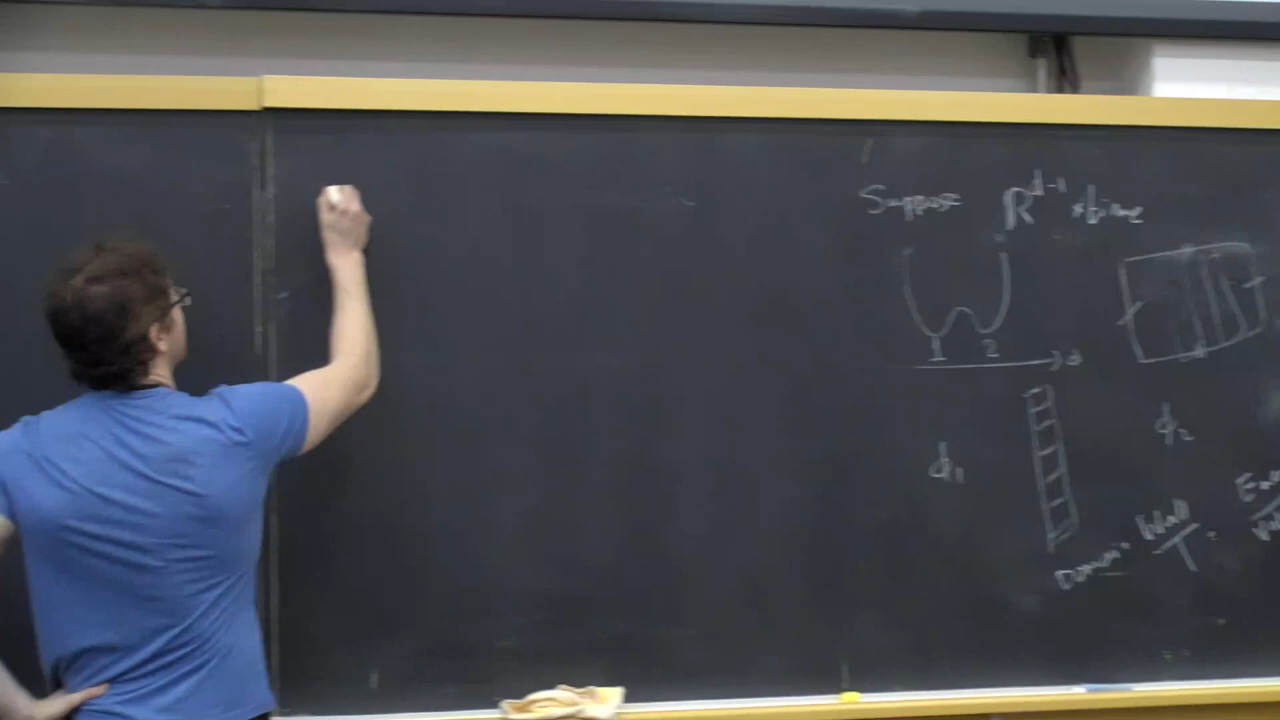 Suppose ℝ^{d-1} × time
1 2
ϕ₁ ϕ₂
Domain Wall
T =